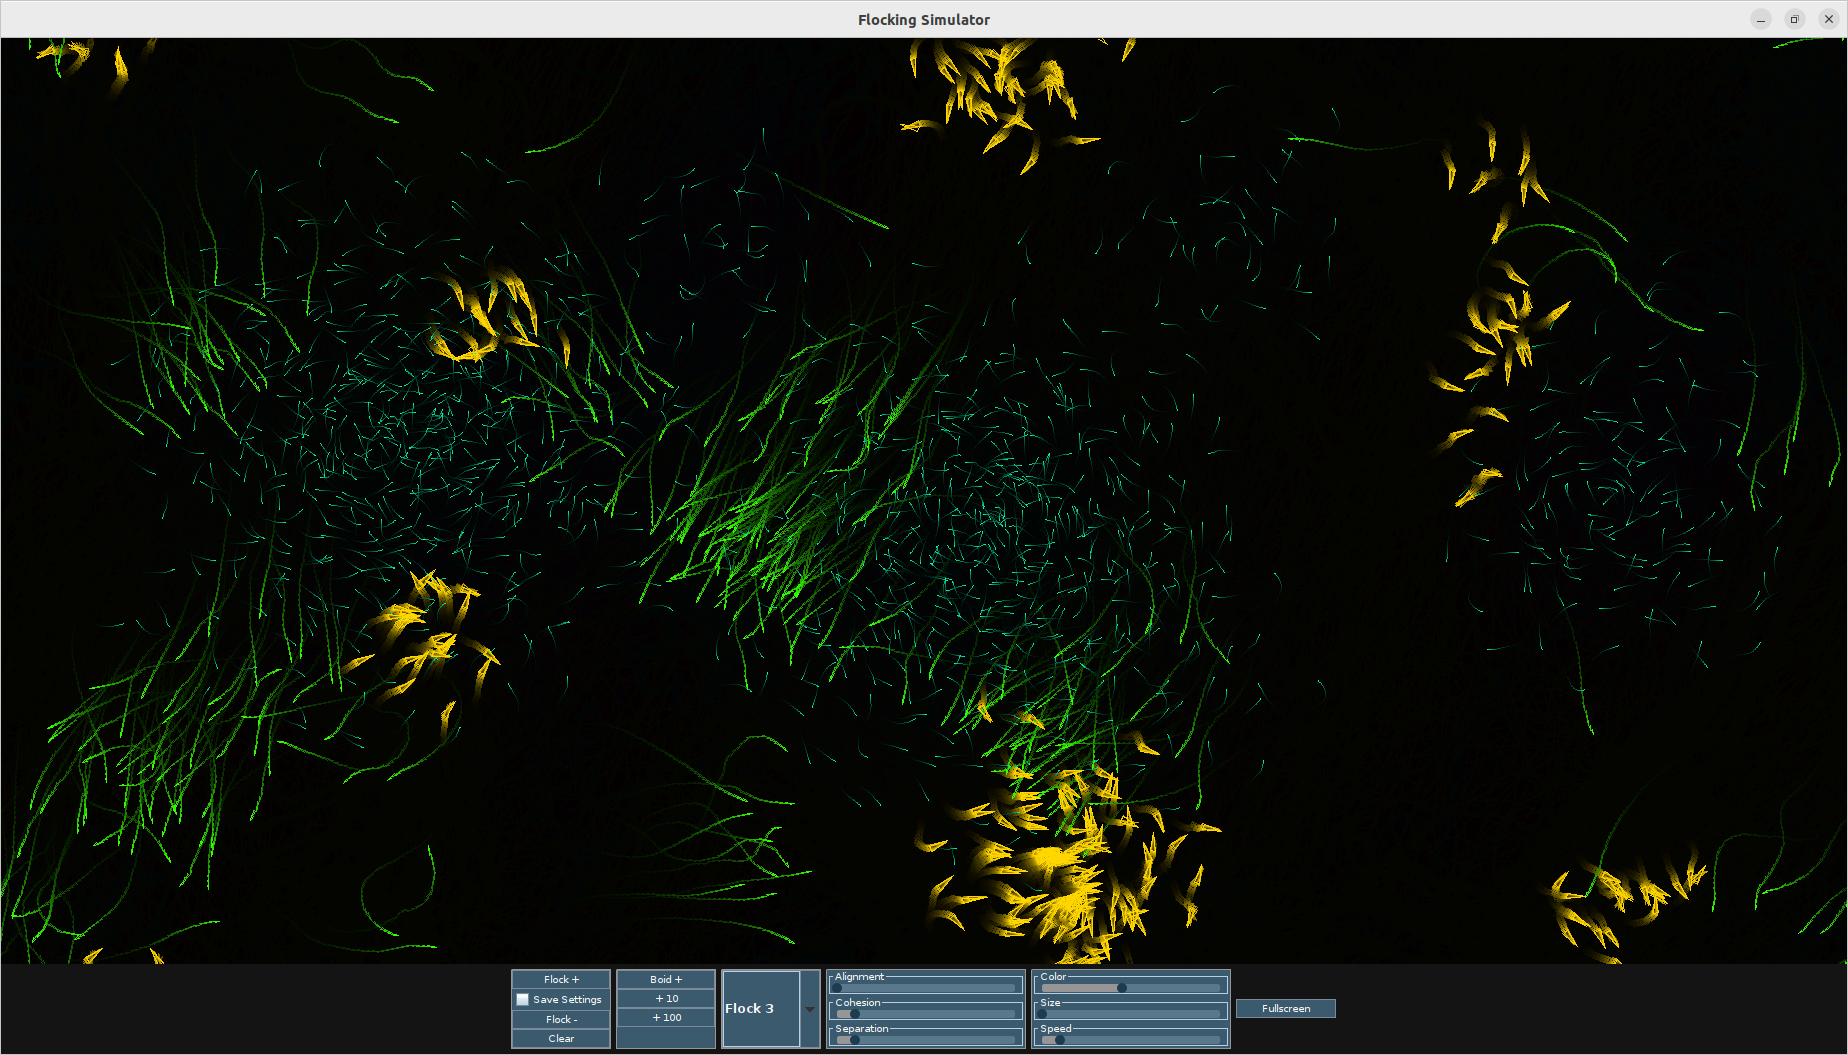 Flocking Simulator
Flock +
Save Settings
Flock -
Clear
Boid +
+ 10
+ 100
Flock 3
Alignment
Cohesion
Separation
Color
Size
Speed
Fullscreen